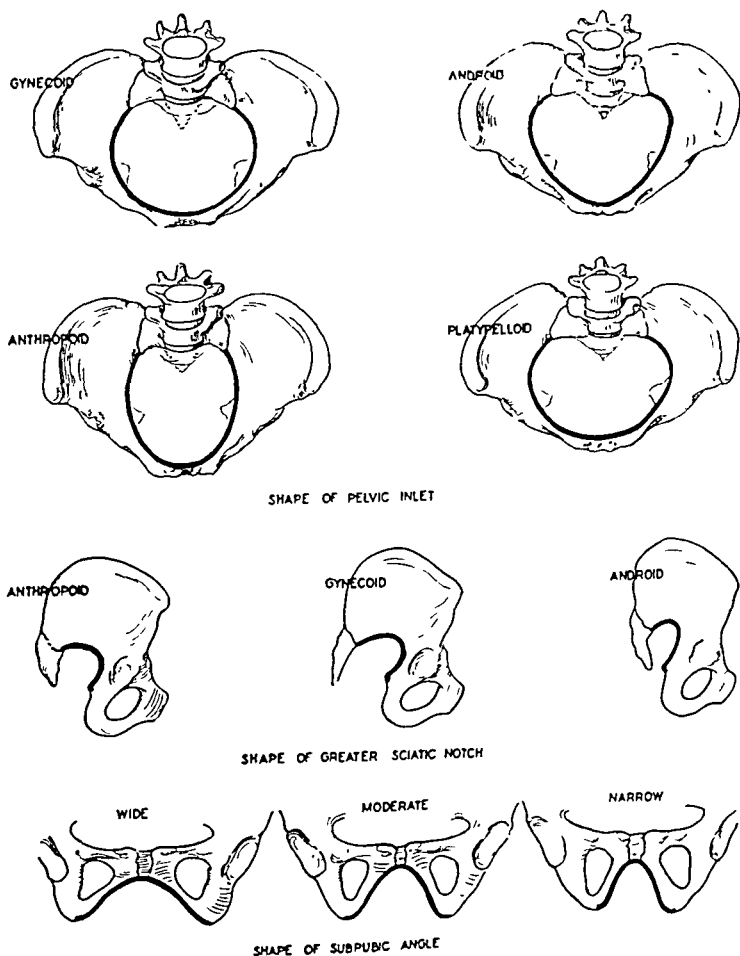 GYNECOID
ANDROID
ANTHROPOID
PLATYPELLOID
SHAPE OF PELVIC INLET
ANTHROPOID
GYNECOID
ANDROID
SHAPE OF GREATER SCIATIC NOTCH
WIDE
MODERATE
NARROW
SHAPE OF SUBPUBIC ANGLE